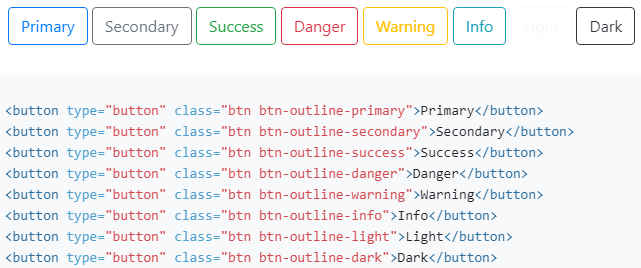 Primary Secondary Success Danger Warning Info Light Dark
<button type="button" class="btn btn-outline-primary">Primary</button>
<button type="button" class="btn btn-outline-secondary">Secondary</button>
<button type="button" class="btn btn-outline-success">Success</button>
<button type="button" class="btn btn-outline-danger">Danger</button>
<button type="button" class="btn btn-outline-warning">Warning</button>
<button type="button" class="btn btn-outline-info">Info</button>
<button type="button" class="btn btn-outline-light">Light</button>
<button type="button" class="btn btn-outline-dark">Dark</button>